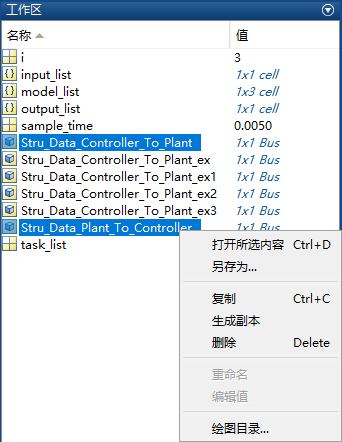 工作区
名称 值
i 3
input_list 1x1 cell
model_list 1x3 cell
output_list 1x1 cell
sample_time 0.0050
Stru_Data_Controller_To_Plant 1x1 Bus
Stru_Data_Controller_To_Plant_ex 1x1 Bus
Stru_Data_Controller_To_Plant_ex1 1x1 Bus
Stru_Data_Controller_To_Plant_ex2 1x1 Bus
Stru_Data_Controller_To_Plant_ex3 1x1 Bus
Stru_Data_Plant_To_Controller 1x1 Bus
task_list
打开所选内容 Ctrl+D
另存为...
复制 Ctrl+C
生成副本
删除 Delete
重命名
编辑值
绘图目录...